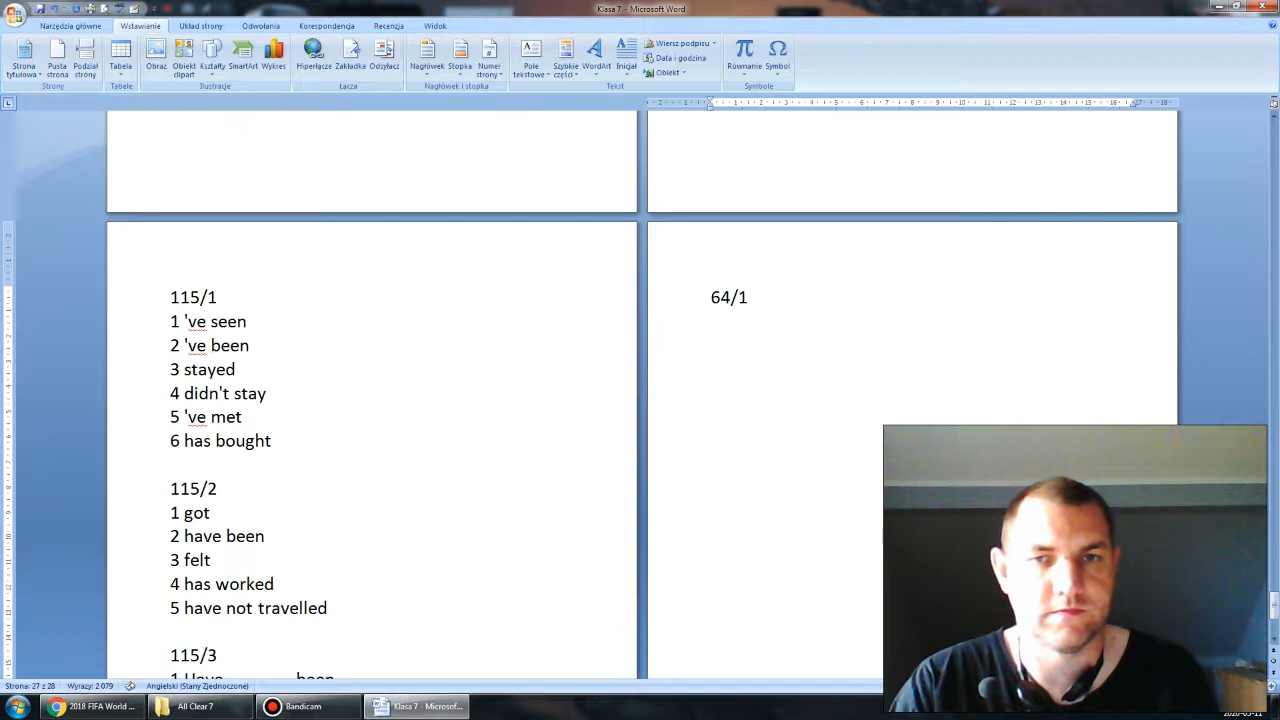 Klasa 7 - Microsoft Word
Narzędzia główne Wstawianie Układ strony Odwołania Korespondencja Recenzja Widok
Strona tytułowa Pusta strona Podział strony Tabela Obraz Obiekt clipart Kształty SmartArt Wykres Hiperłącze Zakładka Odsyłacz Nagłówek Stopka Numer strony Pole tekstowe Szybkie części WordArt Inicjał Wiersz podpisu Data i godzina Obiekt Równanie Symbol
Strony Tabele Ilustracje Łącza Nagłówek i stopka Tekst Symbole
115/1
1 've seen
2 've been
3 stayed
4 didn't stay
5 've met
6 has bought
115/2
1 got
2 have been
3 felt
4 has worked
5 have not travelled
115/3
1 Have been
64/1
Strona: 27 z 28 Wyrazy: 2 079 Angielski (Stany Zjednoczone)
2018 FIFA World ... All Clear 7 Bandicam Klasa 7 - Microsof...